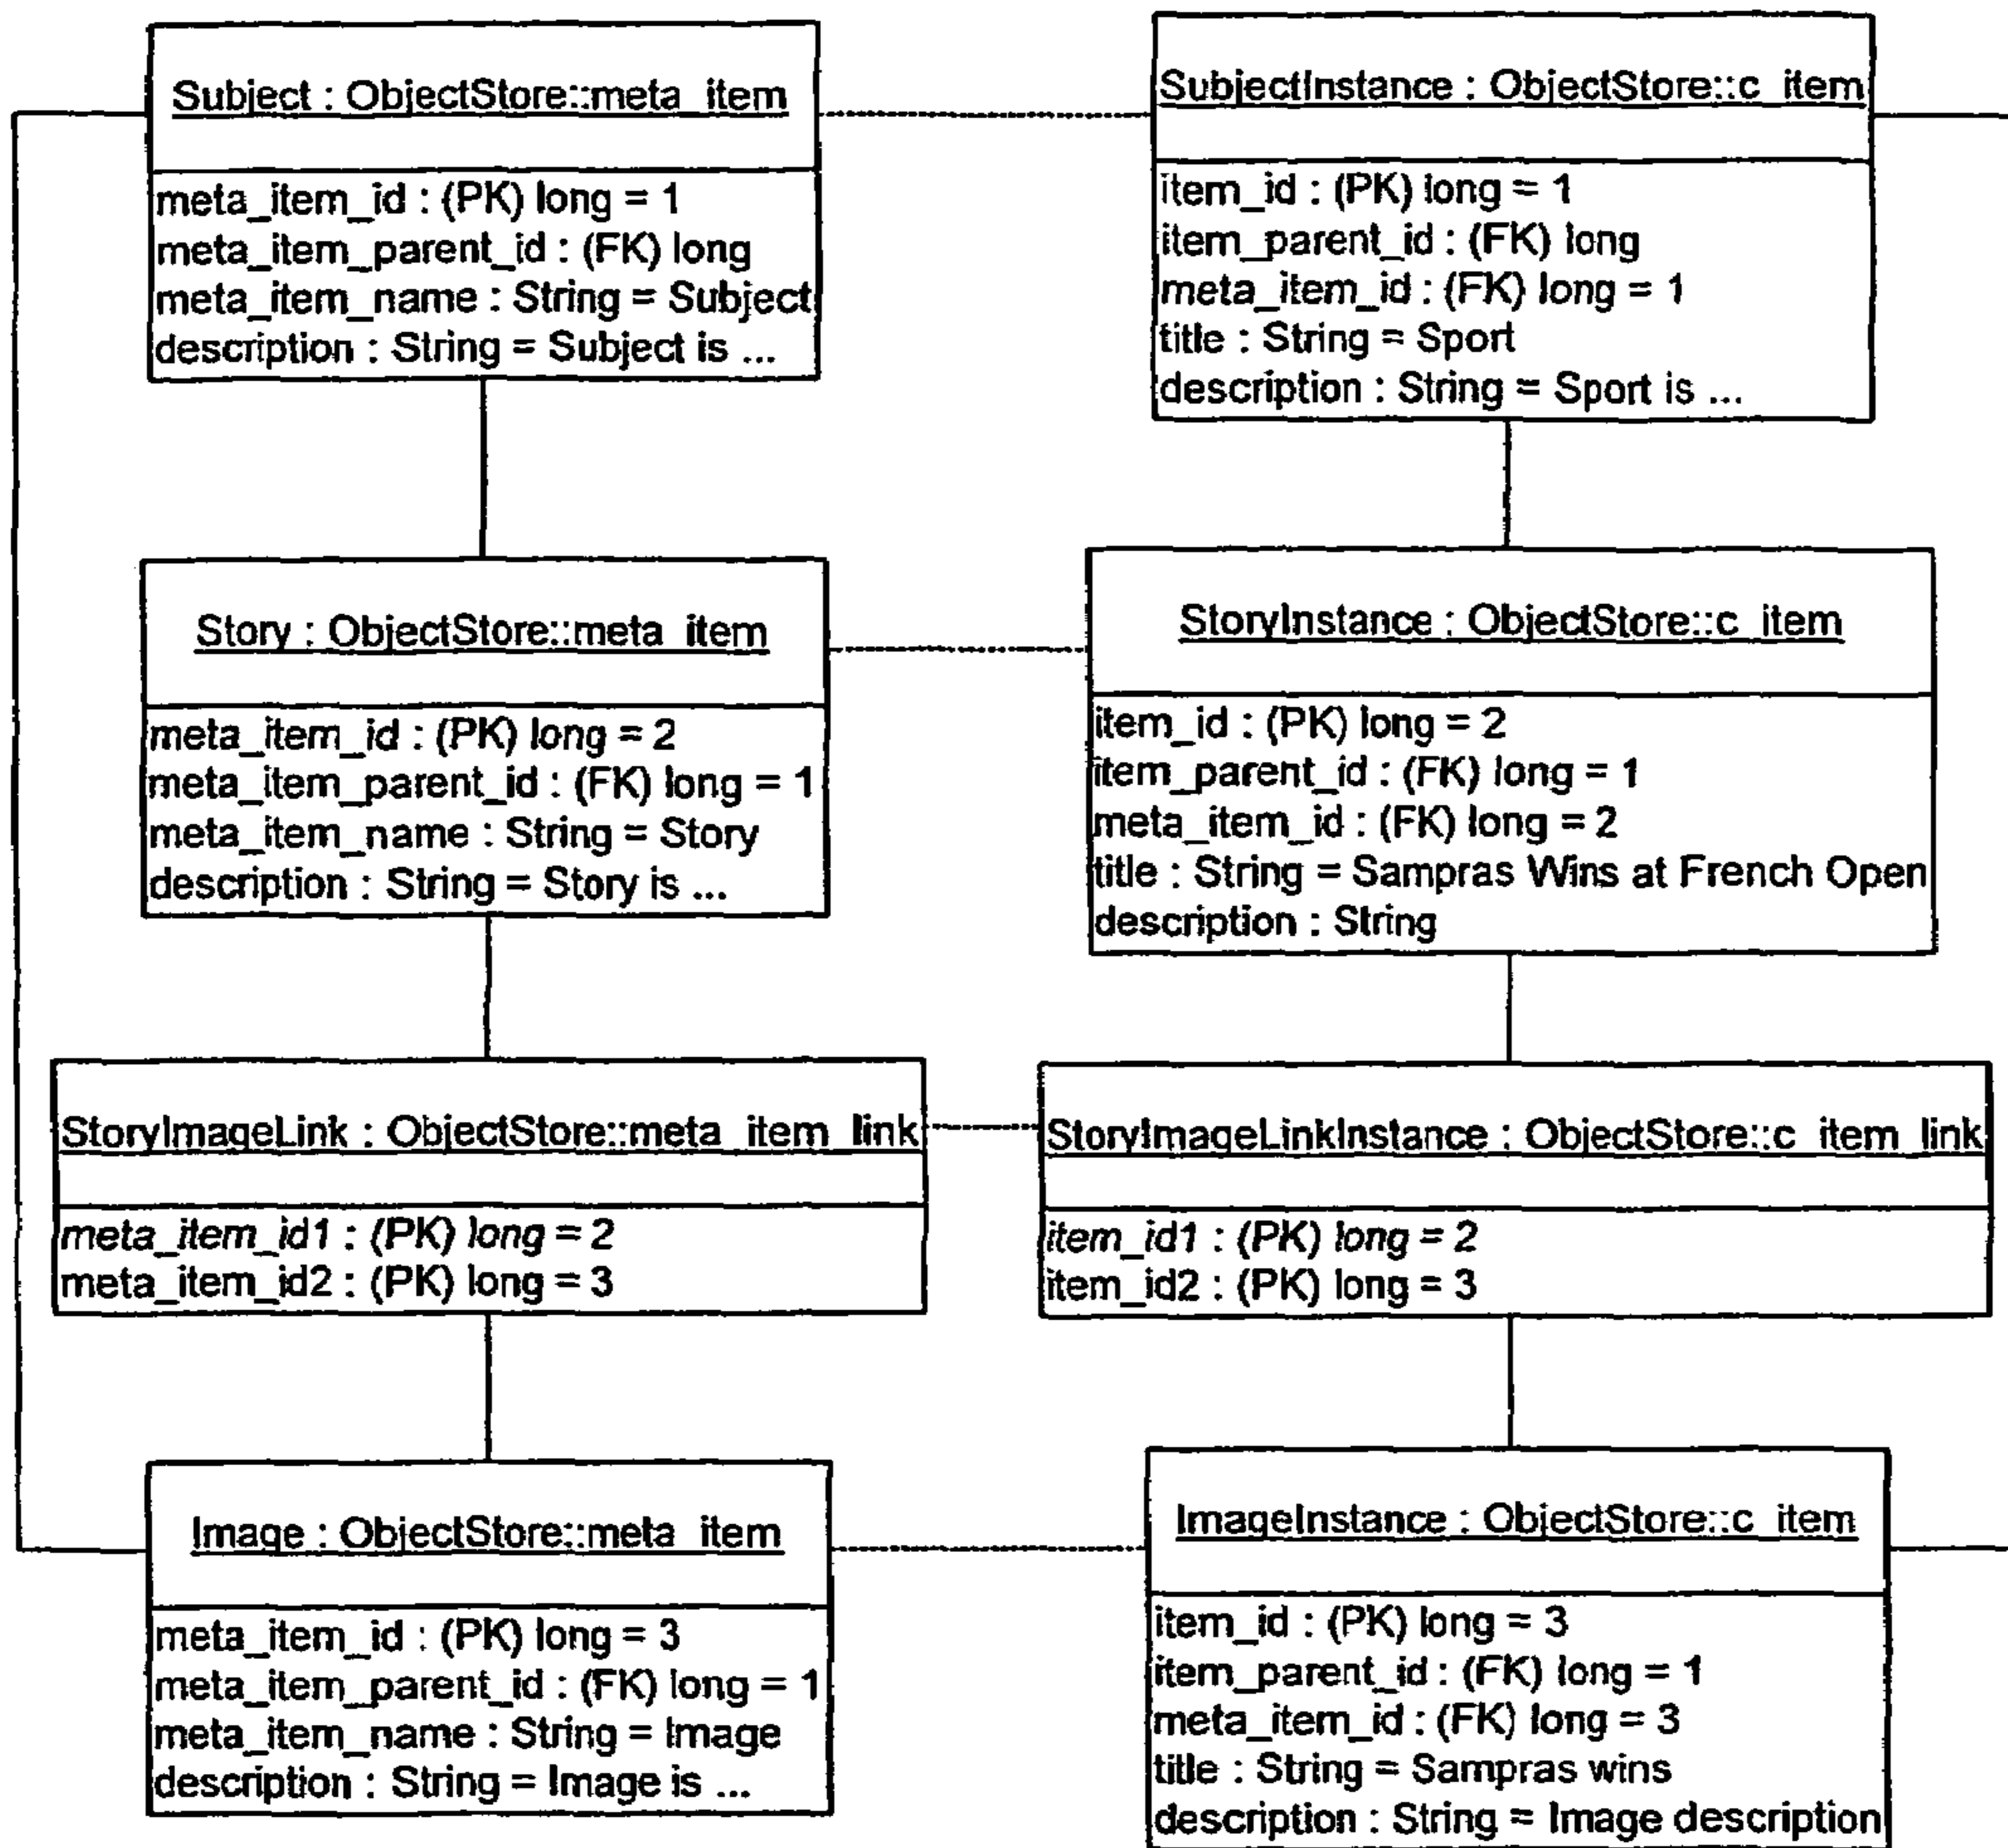 Subject : ObjectStore::meta_item
meta_item_id : (PK) long = 1
meta_item_parent_id : (FK) long
meta_item_name : String = Subject
description : String = Subject is ...
SubjectInstance : ObjectStore::c_item
item_id : (PK) long = 1
item_parent_id : (FK) long
meta_item_id : (FK) long = 1
title : String = Sport
description : String = Sport is ...
Story : ObjectStore::meta_item
meta_item_id : (PK) long = 2
meta_item_parent_id : (FK) long = 1
meta_item_name : String = Story
description : String = Story is ...
StoryInstance : ObjectStore::c_item
item_id : (PK) long = 2
item_parent_id : (FK) long = 1
meta_item_id : (FK) long = 2
title : String = Sampras Wins at French Open
description : String
StoryImageLink : ObjectStore::meta_item_link
meta_item_id1 : (PK) long = 2
meta_item_id2 : (PK) long = 3
StoryImageLinkInstance : ObjectStore::c_item_link
item_id1 : (PK) long = 2
item_id2 : (PK) long = 3
Image : ObjectStore::meta_item
meta_item_id : (PK) long = 3
meta_item_parent_id : (FK) long = 1
meta_item_name : String = Image
description : String = Image is ...
ImageInstance : ObjectStore::c_item
item_id : (PK) long = 3
item_parent_id : (FK) long = 1
meta_item_id : (FK) long = 3
title : String = Sampras wins
description : String = Image description